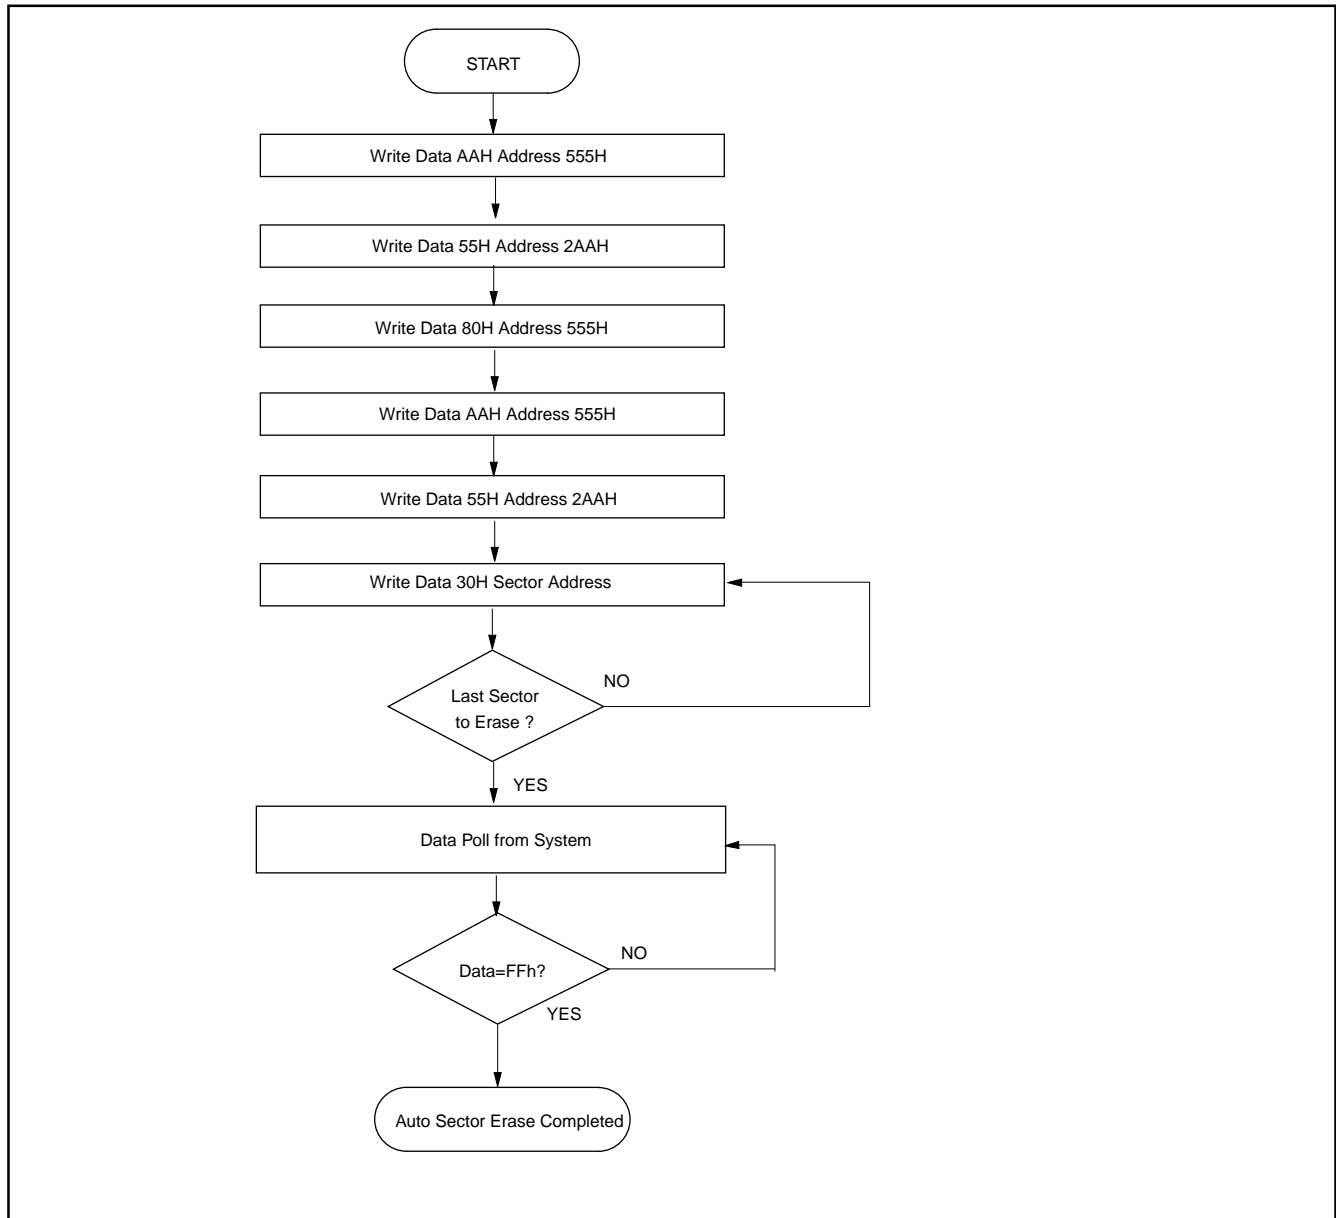 START
Write Data AAH Address 555H
Write Data 55H Address 2AAH
Write Data 80H Address 555H
Write Data AAH Address 555H
Write Data 55H Address 2AAH
Write Data 30H Sector Address
NO
Last Sector
to Erase ?
YES
Data Poll from System
NO
Data=FFh?
YES
Auto Sector Erase Completed